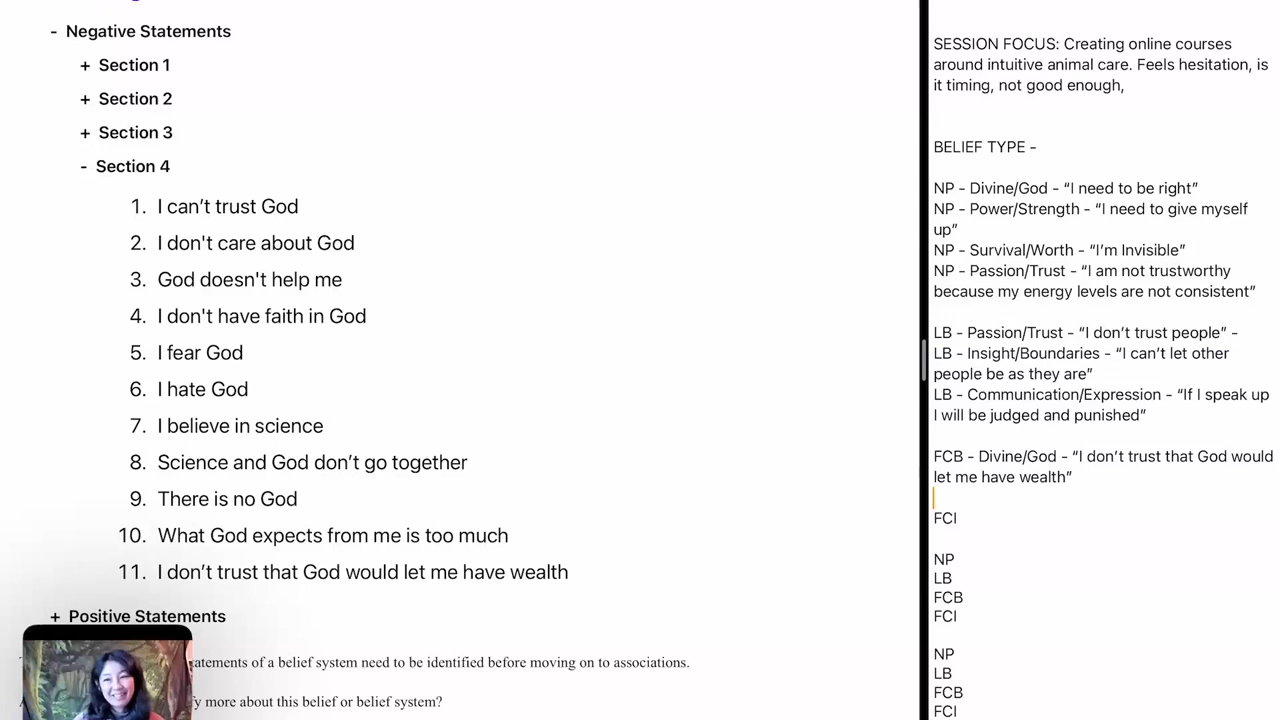 - Negative Statements
+ Section 1
+ Section 2
+ Section 3
- Section 4
1. I can’t trust God
2. I don't care about God
3. God doesn't help me
4. I don't have faith in God
5. I fear God
6. I hate God
7. I believe in science
8. Science and God don’t go together
9. There is no God
10. What God expects from me is too much
11. I don’t trust that God would let me have wealth
+ Positive Statements
of a belief system need to be identified before moving on to associations.
more about this belief or belief system?
SESSION FOCUS: Creating online courses
around intuitive animal care. Feels hesitation, is
it timing, not good enough,
BELIEF TYPE -
NP - Divine/God - “I need to be right”
NP - Power/Strength - “I need to give myself
up”
NP - Survival/Worth - “I’m Invisible”
NP - Passion/Trust - “I am not trustworthy
because my energy levels are not consistent”
LB - Passion/Trust - “I don’t trust people” -
LB - Insight/Boundaries - “I can’t let other
people be as they are”
LB - Communication/Expression - “If I speak up
I will be judged and punished”
FCB - Divine/God - “I don’t trust that God would
let me have wealth”
FCI
NP
LB
FCB
FCI
NP
LB
FCB
FCI